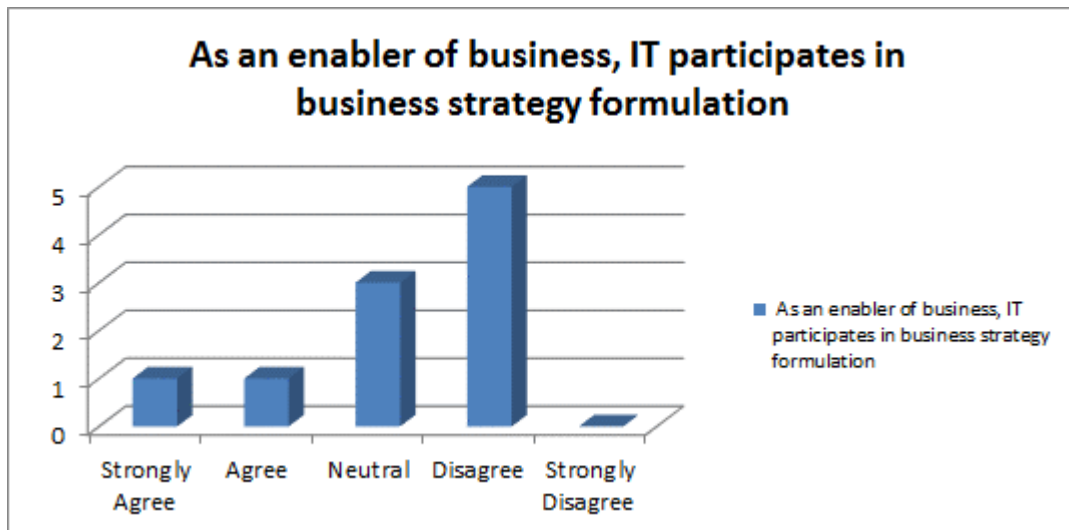 As an enabler of business, IT participates in
business strategy formulation
5
4
3
2
1
0
Strongly
Agree
Agree
Neutral
Disagree
Strongly
Disagree
As an enabler of business, IT
participates in business strategy
formulation